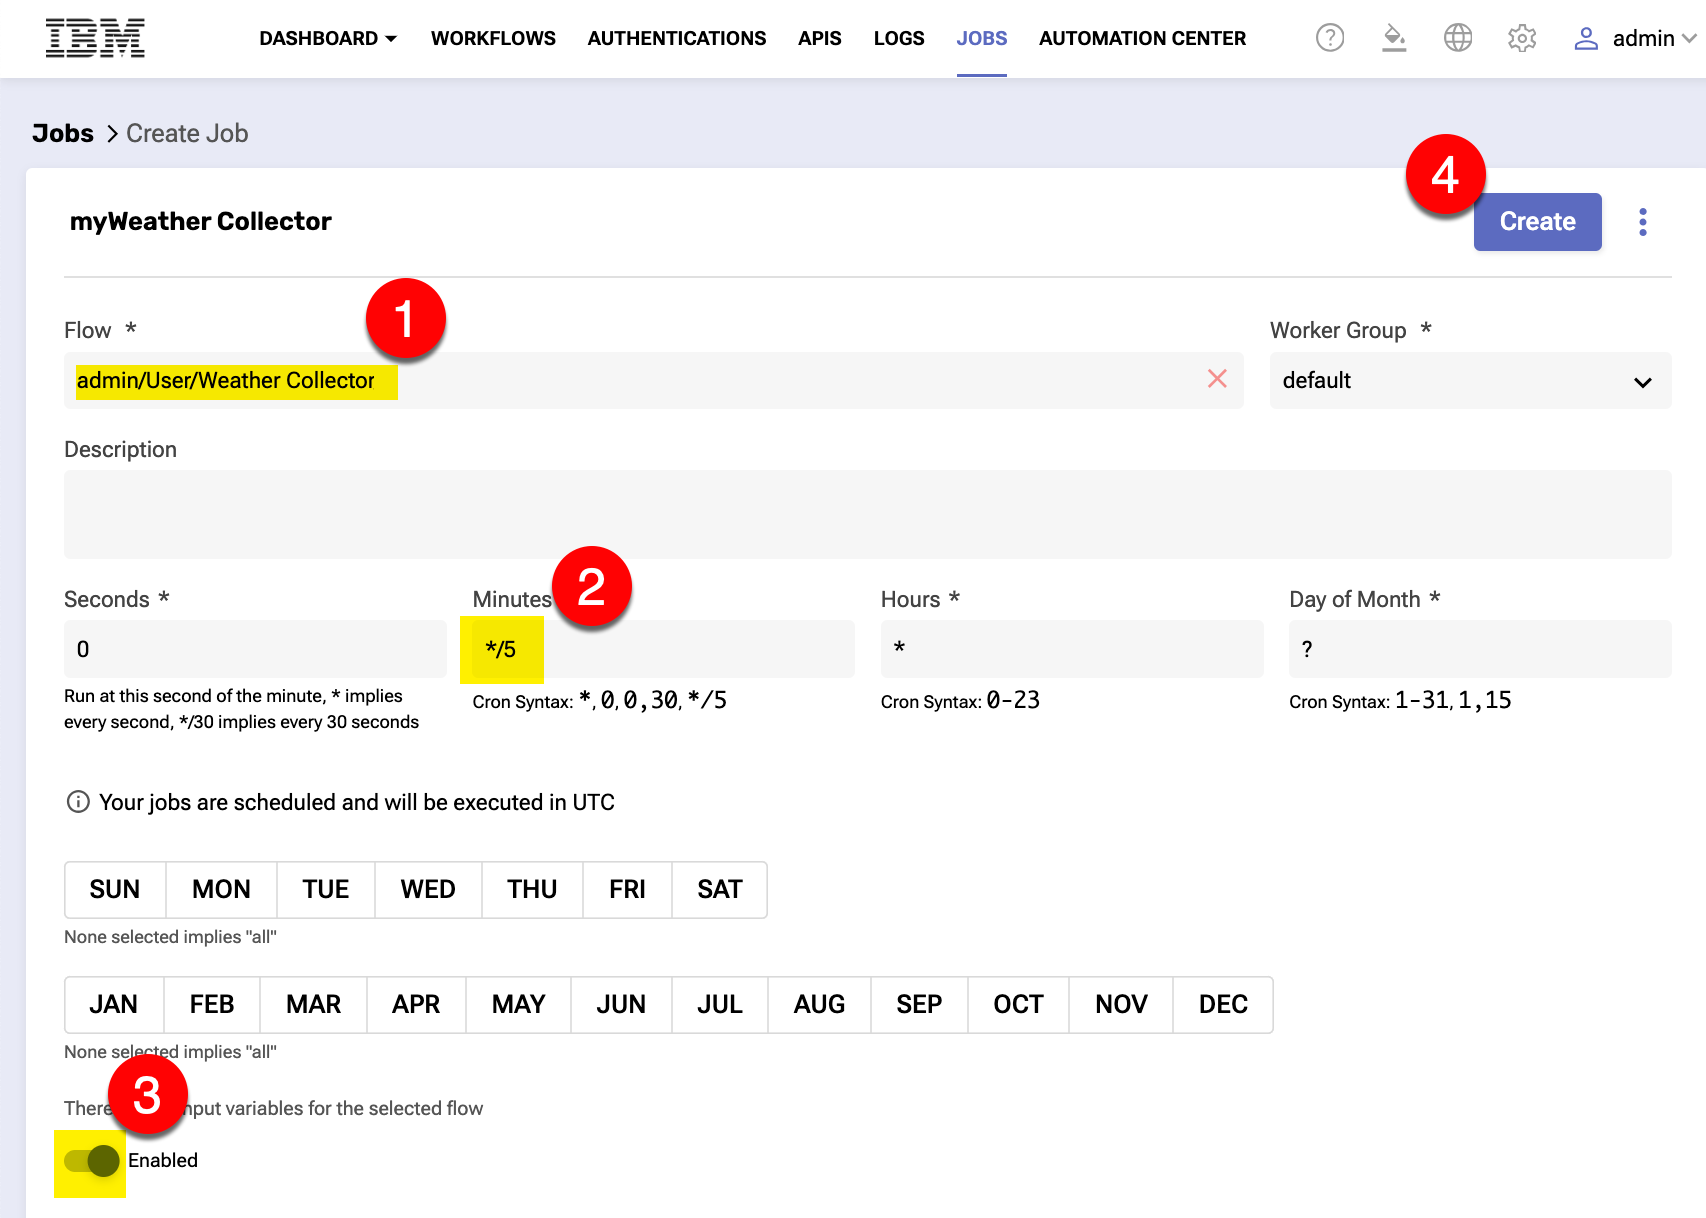 IBM DASHBOARD WORKFLOWS AUTHENTICATIONS APIS LOGS JOBS AUTOMATION CENTER ? admin
Jobs > Create Job
4
myWeather Collector Create
1
Flow * Worker Group *
admin/User/Weather Collector default
Description
2
Seconds * Minutes Hours * Day of Month *
0 */5 * ?
Run at this second of the minute, * implies Cron Syntax: *, 0, 0,30, */5 Cron Syntax: 0-23 Cron Syntax: 1-31, 1,15
every second, */30 implies every 30 seconds
Your jobs are scheduled and will be executed in UTC
SUN MON TUE WED THU FRI SAT
None selected implies "all"
JAN FEB MAR APR MAY JUN JUL AUG SEP OCT NOV DEC
None selected implies "all"
3
There input variables for the selected flow
Enabled